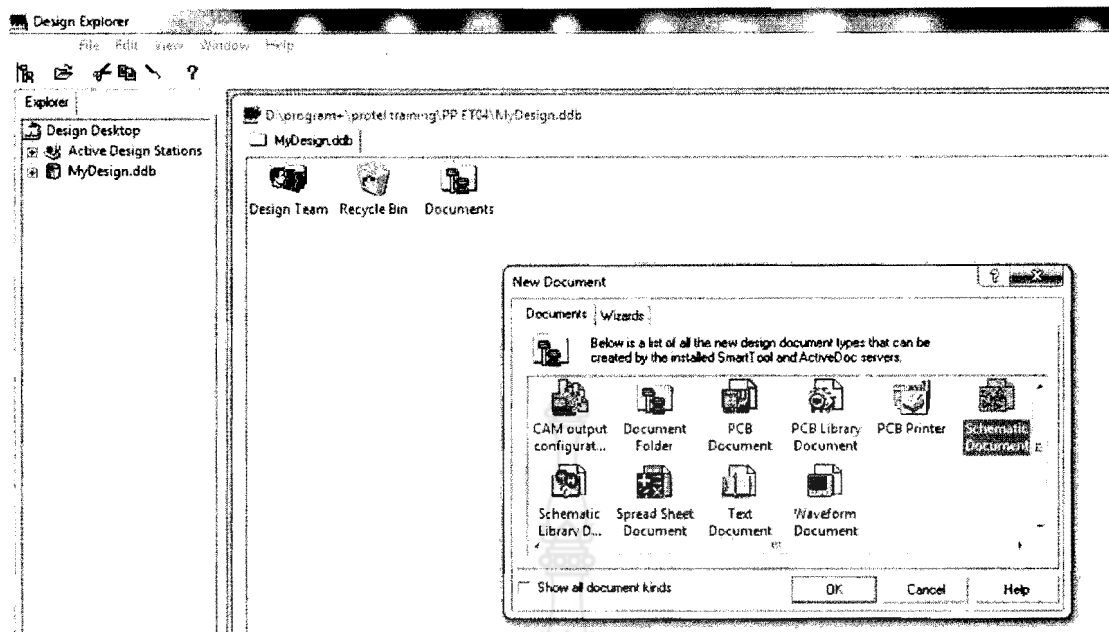 Design Explorer
File Edit View Window Help
?
Explorer
Design Desktop
Active Design Stations
MyDesign.ddb
D:\program+\protel training\PP ET04\MyDesign.ddb
MyDesign.ddb
Design Team Recycle Bin Documents
New Document
?
Documents Wizards
Below is a list of all the new design document types that can be
created by the installed SmartTool and ActiveDoc servers.
CAM output Document PCB PCB Library PCB Printer Schematic
configurat... Folder Document Document Document
Schematic Spread Sheet Text Waveform
Library D... Document Document Document
Show all document kinds OK Cancel Help